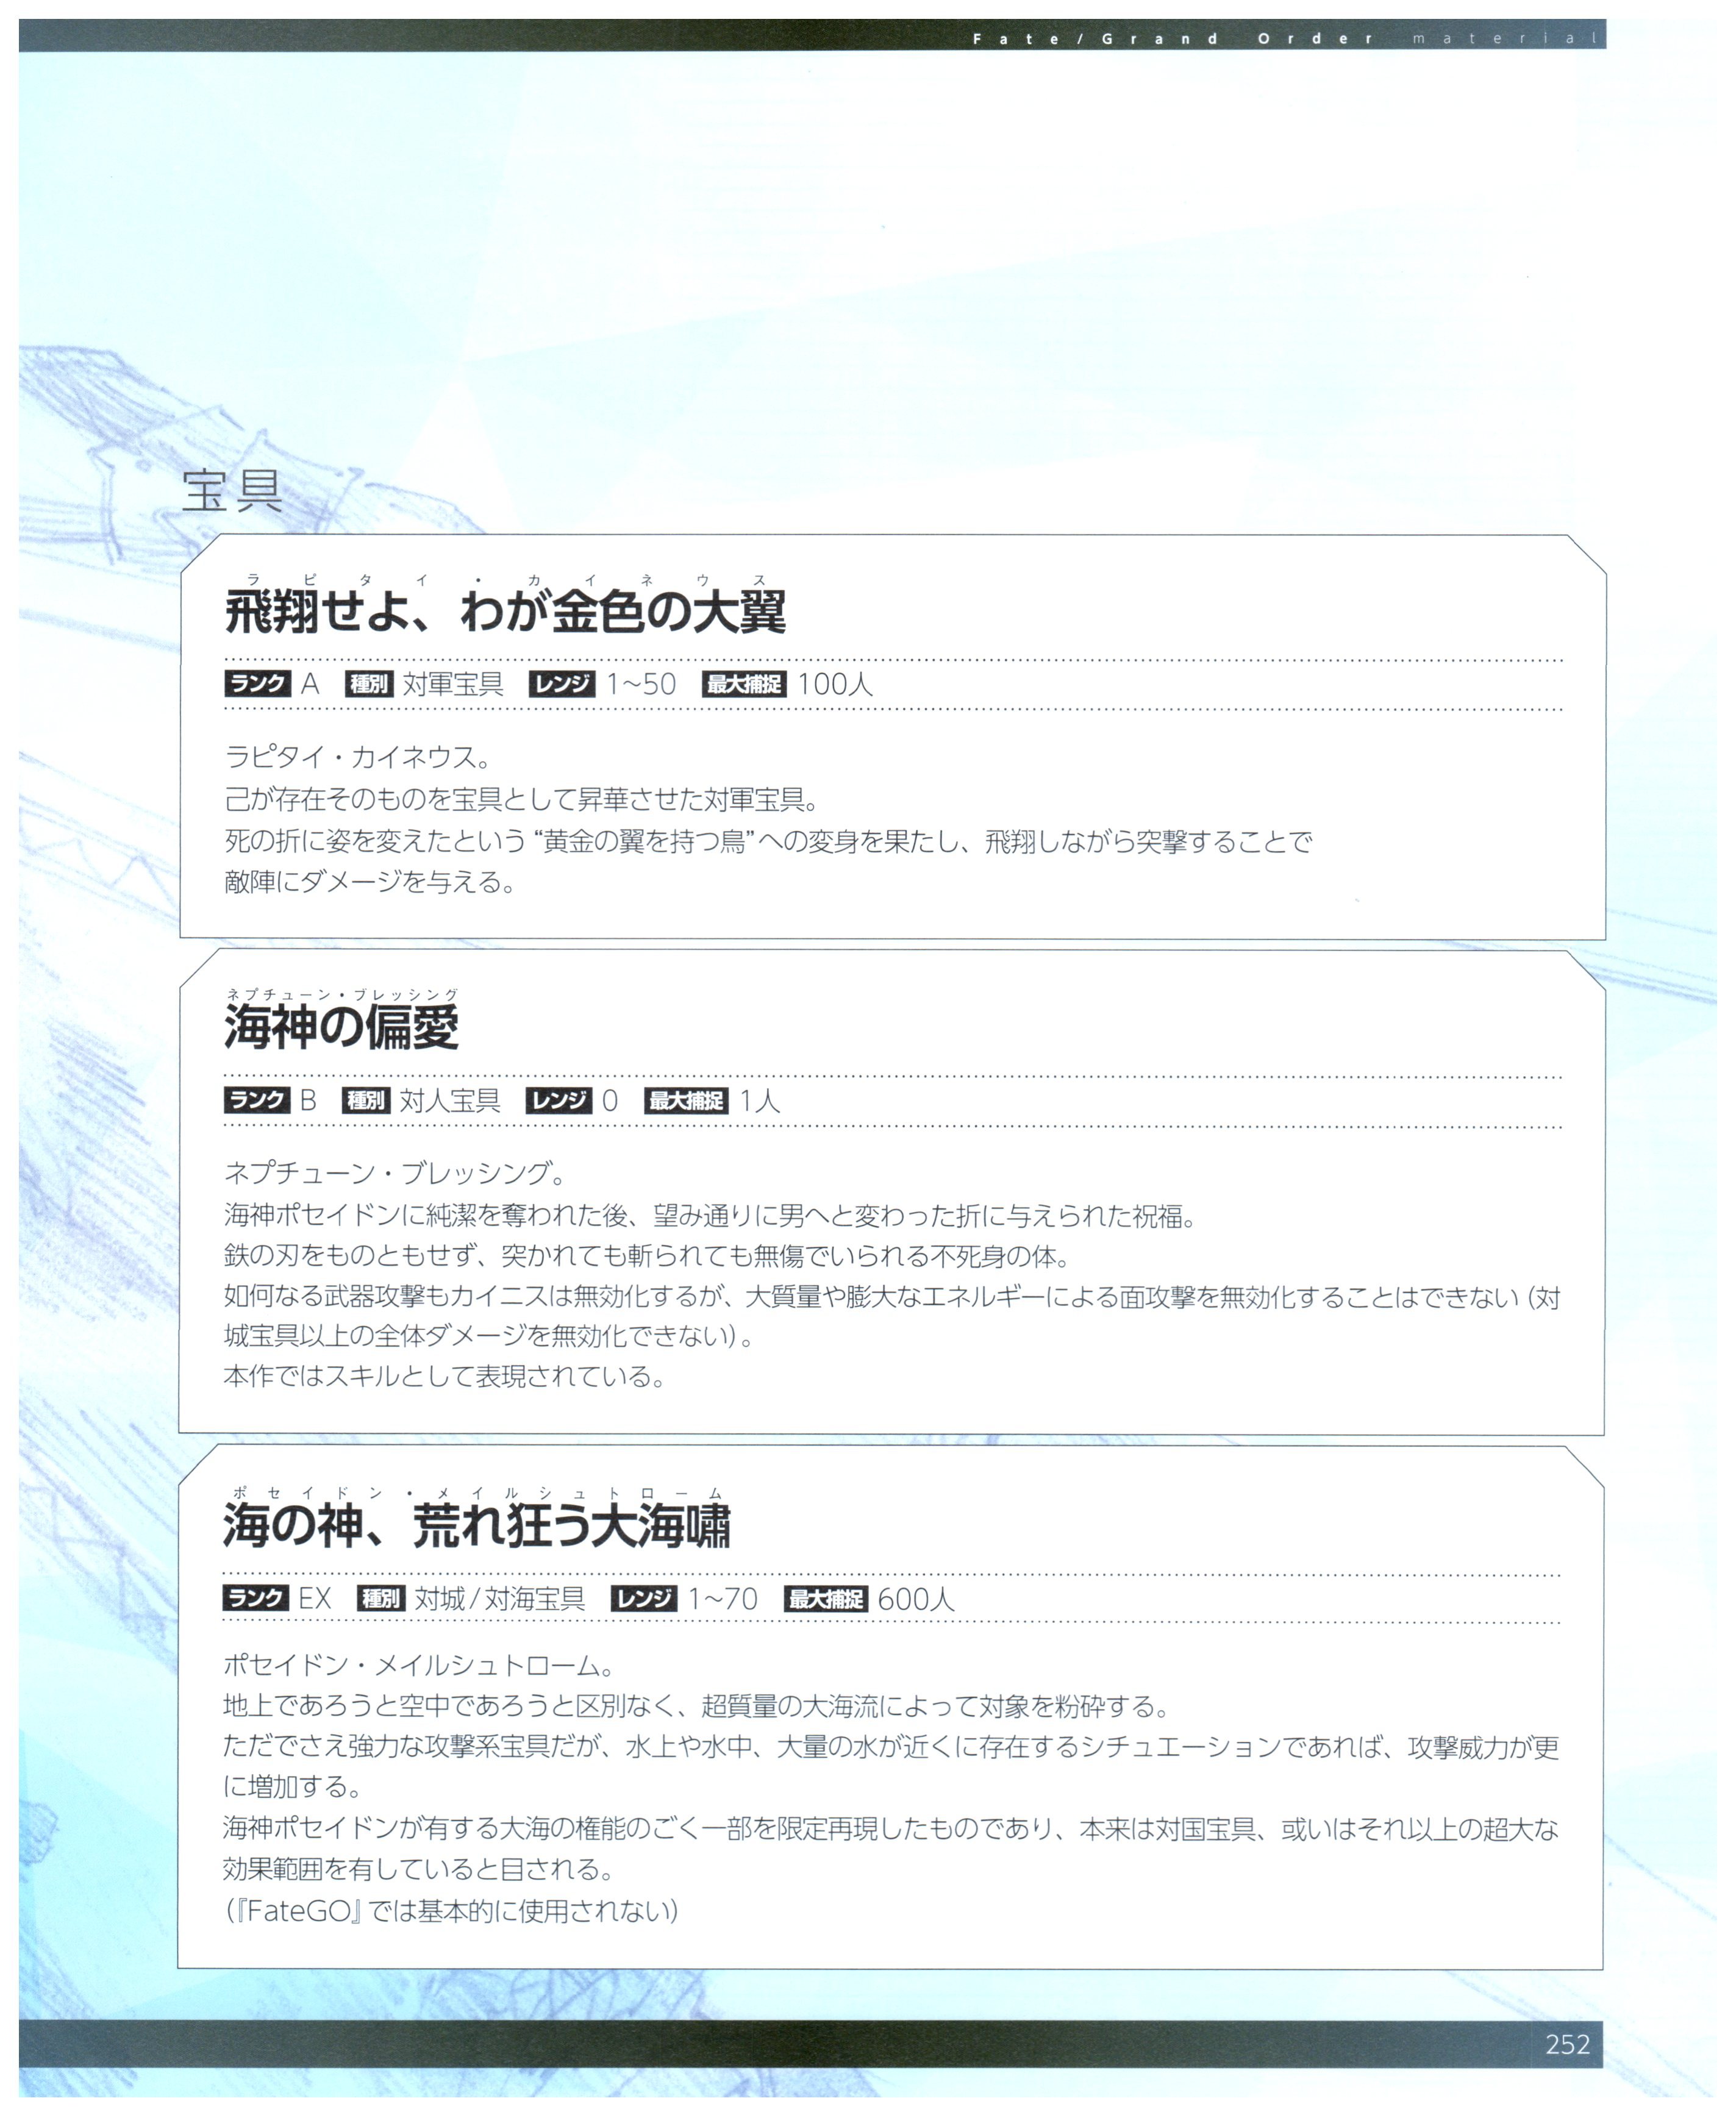 Fate/Grand Order material
宝具
ラピタイ・カイネウス
飛翔せよ、わが金色の大翼
ランク A 種別 対軍宝具 レンジ 1~50 最大捕捉 100人
ラピタイ・カイネウス。
己が存在そのものを宝具として昇華させた対軍宝具。
死の折に姿を変えたという“黄金の翼を持つ鳥”への変身を果たし、飛翔しながら突撃することで
敵陣にダメージを与える。
ネプチューン・ブレッシング
海神の偏愛
ランク B 種別 対人宝具 レンジ 0 最大捕捉 1人
ネプチューン・ブレッシング。
海神ポセイドンに純潔を奪われた後、望み通りに男へと変わった折に与えられた祝福。
鉄の刃をものともせず、突かれても斬られても無傷でいられる不死身の体。
如何なる武器攻撃もカイニスは無効化するが、大質量や膨大なエネルギーによる面攻撃を無効化することはできない（対
城宝具以上の全体ダメージを無効化できない）。
本作ではスキルとして表現されている。
ポセイドン・メイルシュトローム
海の神、荒れ狂う大海嘯
ランク EX 種別 対城/対海宝具 レンジ 1~70 最大捕捉 600人
ポセイドン・メイルシュトローム。
地上であろうと空中であろうと区別なく、超質量の大海流によって対象を粉砕する。
ただでさえ強力な攻撃系宝具だが、水上や水中、大量の水が近くに存在するシチュエーションであれば、攻撃威力が更
に増加する。
海神ポセイドンが有する大海の権能のごく一部を限定再現したものであり、本来は対国宝具、或いはそれ以上の超大な
効果範囲を有していると目される。
（『FateGO』では基本的に使用されない）
252